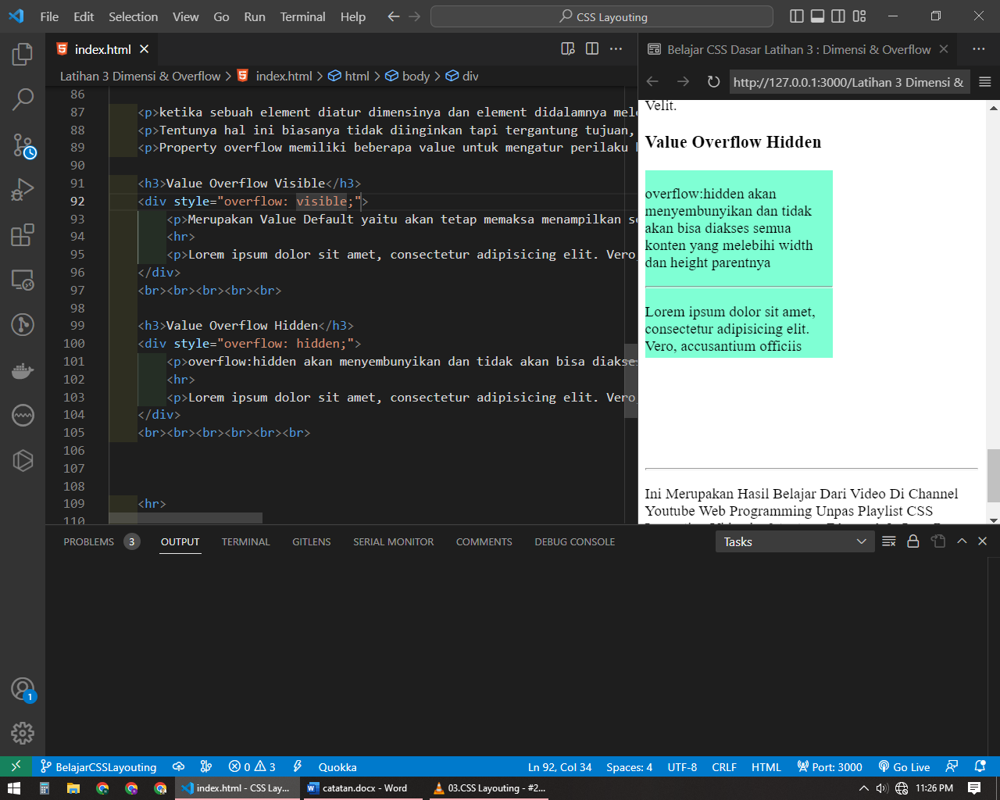 File Edit Selection View Go Run Terminal Help
CSS Layouting
index.html
Belajar CSS Dasar Latihan 3 : Dimensi & Overflow
Latihan 3 Dimensi & Overflow > index.html > html > body > div
http://127.0.0.1:3000/Latihan 3 Dimensi &
86
87 <p>ketika sebuah element diatur dimensinya dan element didalamnya mele
88 <p>Tentunya hal ini biasanya tidak diinginkan tapi tergantung tujuan,
89 <p>Property overflow memiliki beberapa value untuk mengatur perilaku
90
91 <h3>Value Overflow Visible</h3>
92 <div style="overflow: visible;">
93 <p>Merupakan Value Default yaitu akan tetap memaksa menampilkan se
94 <hr>
95 <p>Lorem ipsum dolor sit amet, consectetur adipisicing elit. Vero,
96 </div>
97 <br><br><br><br><br>
98
99 <h3>Value Overflow Hidden</h3>
100 <div style="overflow: hidden;">
101 <p>overflow:hidden akan menyembunyikan dan tidak akan bisa diakses
102 <hr>
103 <p>Lorem ipsum dolor sit amet, consectetur adipisicing elit. Vero,
104 </div>
105 <br><br><br><br><br><br>
106
107
108
109 <hr>
110
Velit.
Value Overflow Hidden
overflow:hidden akan
menyembunyikan dan tidak
akan bisa diakses semua
konten yang melebihi width
dan height parentnya
Lorem ipsum dolor sit amet,
consectetur adipisicing elit.
Vero, accusantium officiis
Ini Merupakan Hasil Belajar Dari Video Di Channel
Youtube Web Programming Unpas Playlist CSS
PROBLEMS 3 OUTPUT TERMINAL GITLENS SERIAL MONITOR COMMENTS DEBUG CONSOLE
Tasks
1
BelajarCSSLayouting 0 3 Quokka Ln 92, Col 34 Spaces: 4 UTF-8 CRLF HTML Port: 3000 Go Live
index.html - CSS Lay... catatan.docx - Word 03.CSS Layouting - #2... 11:26 PM